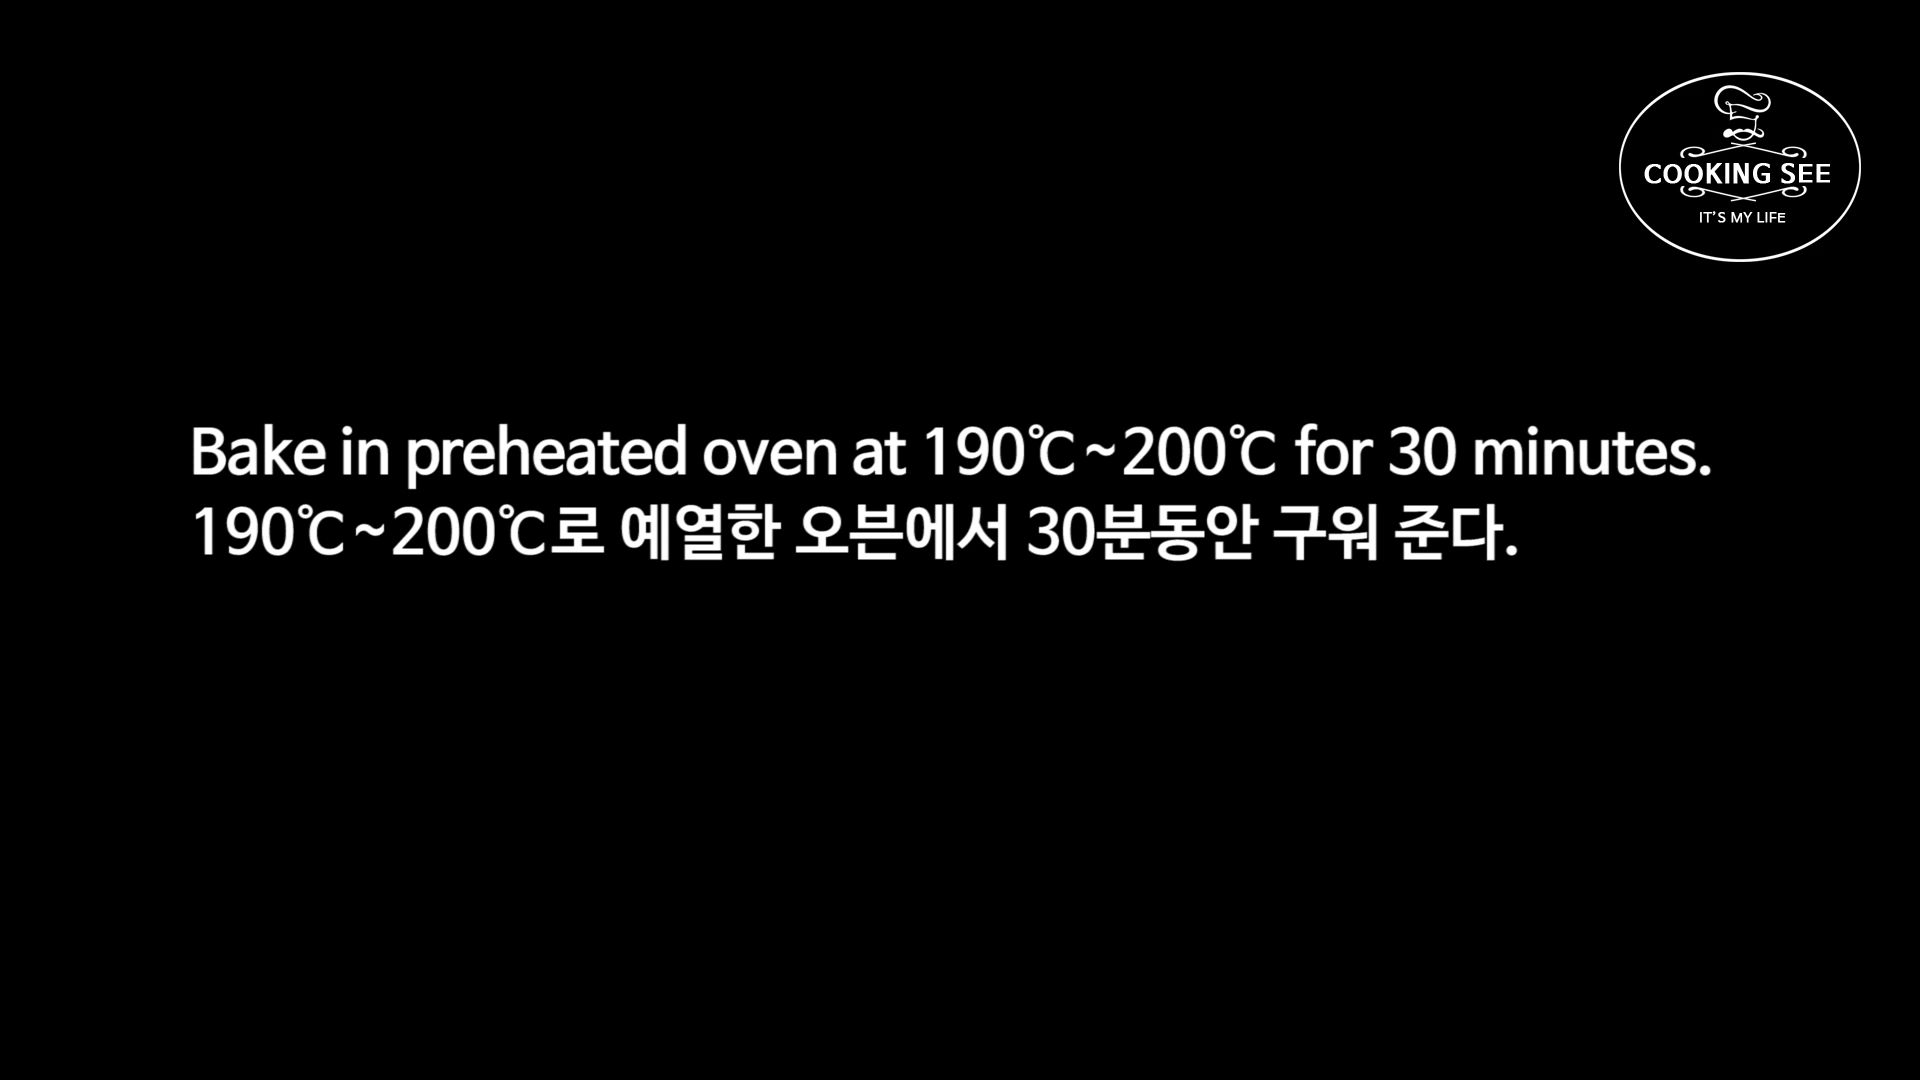 COOKING SEE
IT'S MY LIFE
Bake in preheated oven at 190℃~200℃ for 30 minutes.
190℃~200℃로 예열한 오븐에서 30분동안 구워 준다.